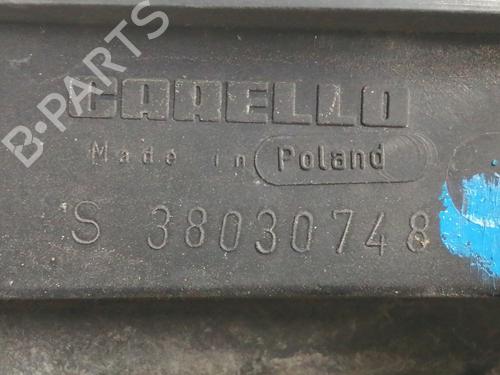 B-PARTS
CARELLO
Made in Poland
S 38030748